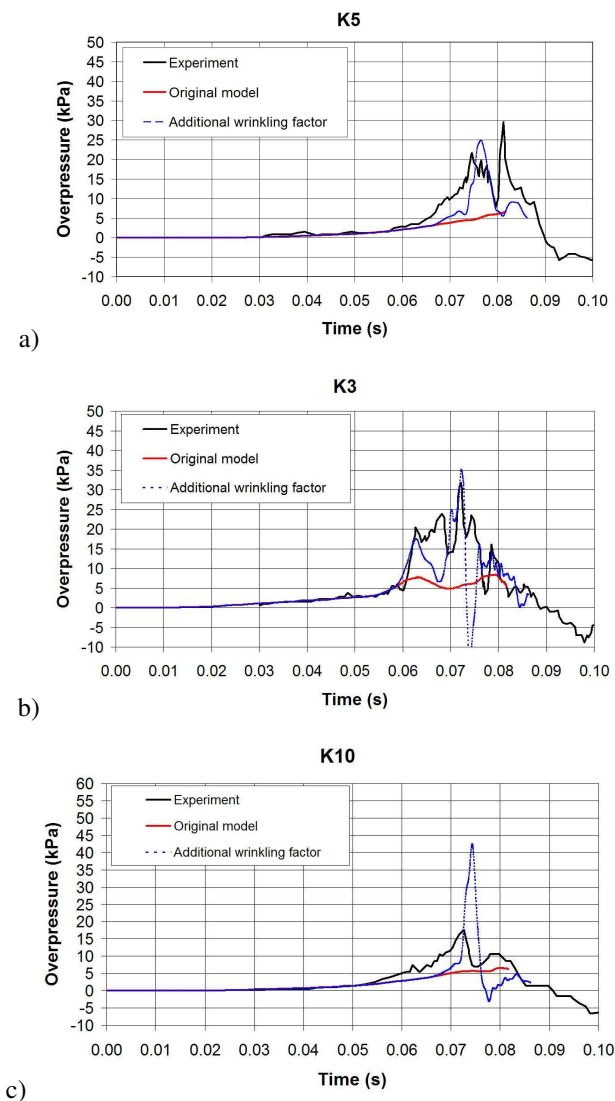 K5
50
45
40
35
30
25
20
15
10
5
0
-5
-10
Overpressure (kPa)
Experiment
Original model
Additional wrinkling factor
0.00 0.01 0.02 0.03 0.04 0.05 0.06 0.07 0.08 0.09 0.10
Time (s)
a)
K3
50
45
40
35
30
25
20
15
10
5
0
-5
-10
Overpressure (kPa)
Experiment
Original model
Additional wrinkling factor
0.00 0.01 0.02 0.03 0.04 0.05 0.06 0.07 0.08 0.09 0.10
Time (s)
b)
K10
60
55
50
45
40
35
30
25
20
15
10
5
0
-5
-10
Overpressure (kPa)
Experiment
Original model
Additional wrinkling factor
0.00 0.01 0.02 0.03 0.04 0.05 0.06 0.07 0.08 0.09 0.10
Time (s)
c)